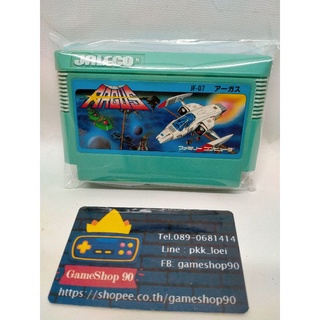 JALECO
ARGUS
JF-07 アーガス
ファミリー コンピュータ
Tel.089-0681414
Line : pkk_loei
FB: gameshop90
GameShop 90
https://shopee.co.th/gameshop90